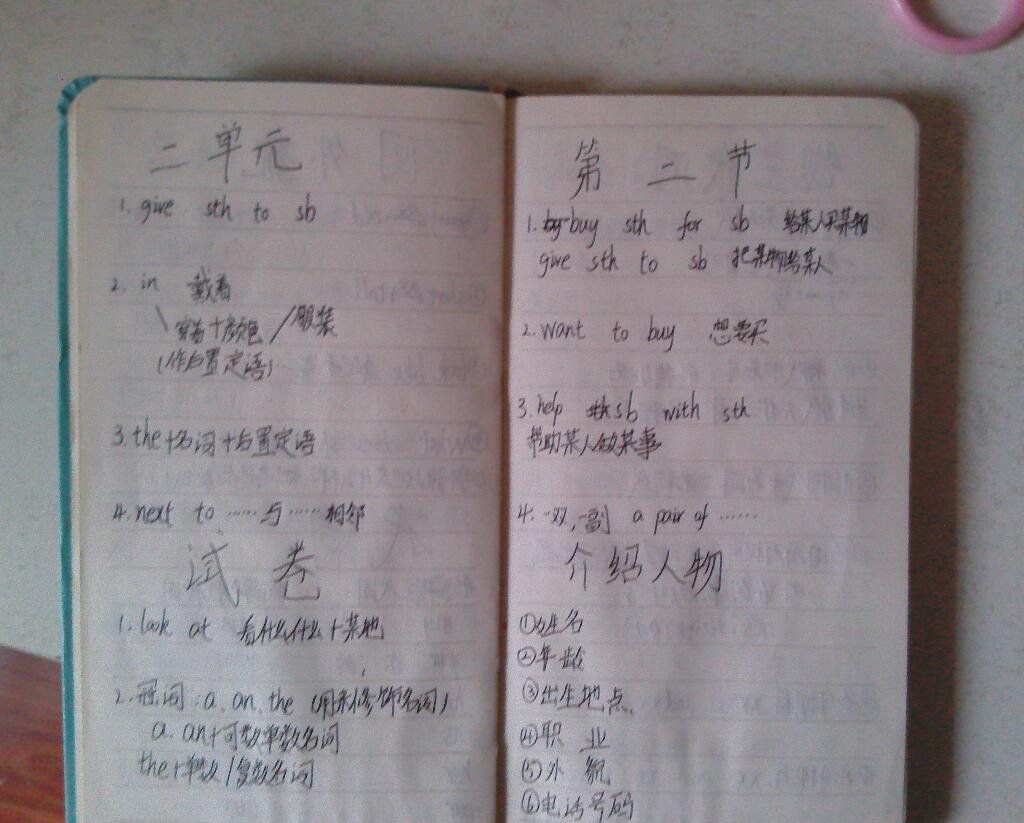 二单元
1. give sth to sb
2. in 戴着
\ 穿着+颜色 / 服装
(作后置定语)
3. the+名词+后置定语
4. next to ……与……相邻
试卷
1. look at 看什么什么+某地
2. 冠词:a. an. the (用来修饰名词)
a. an+可数单数名词
the+单数/复数名词
第二节
1. buy sth for sb 给某人买某物
give sth to sb 把某物给某人
2. want to buy 想要买
3. help sb with sth
帮助某人做某事
4. 一双,一副 a pair of ……
介绍人物
①姓名
②年龄
③出生地点
④职业
⑤外貌
⑥电话号码